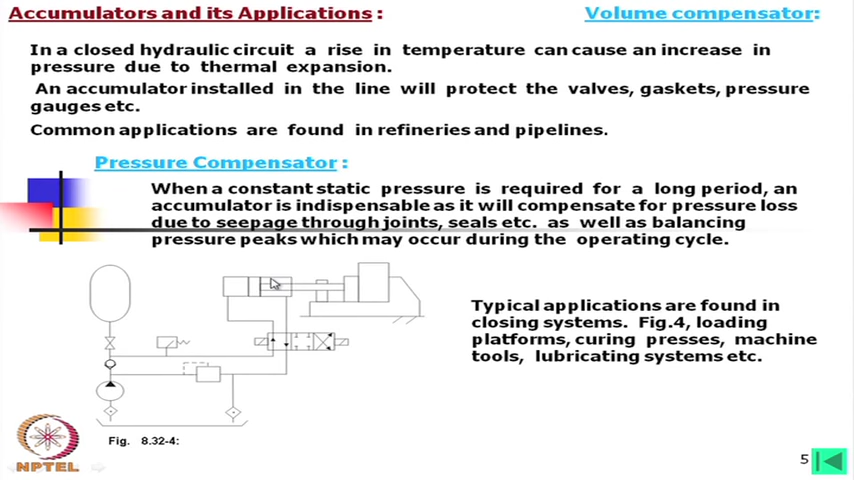 Accumulators and its Applications :
Volume compensator:
In a closed hydraulic circuit a rise in temperature can cause an increase in
pressure due to thermal expansion.
An accumulator installed in the line will protect the valves, gaskets, pressure
gauges etc.
Common applications are found in refineries and pipelines.
Pressure Compensator :
When a constant static pressure is required for a long period, an
accumulator is indispensable as it will compensate for pressure loss
due to seepage through joints, seals etc. as well as balancing
pressure peaks which may occur during the operating cycle.
Typical applications are found in
closing systems. Fig.4, loading
platforms, curing presses, machine
tools, lubricating systems etc.
Fig. 8.32-4:
NPTEL
5